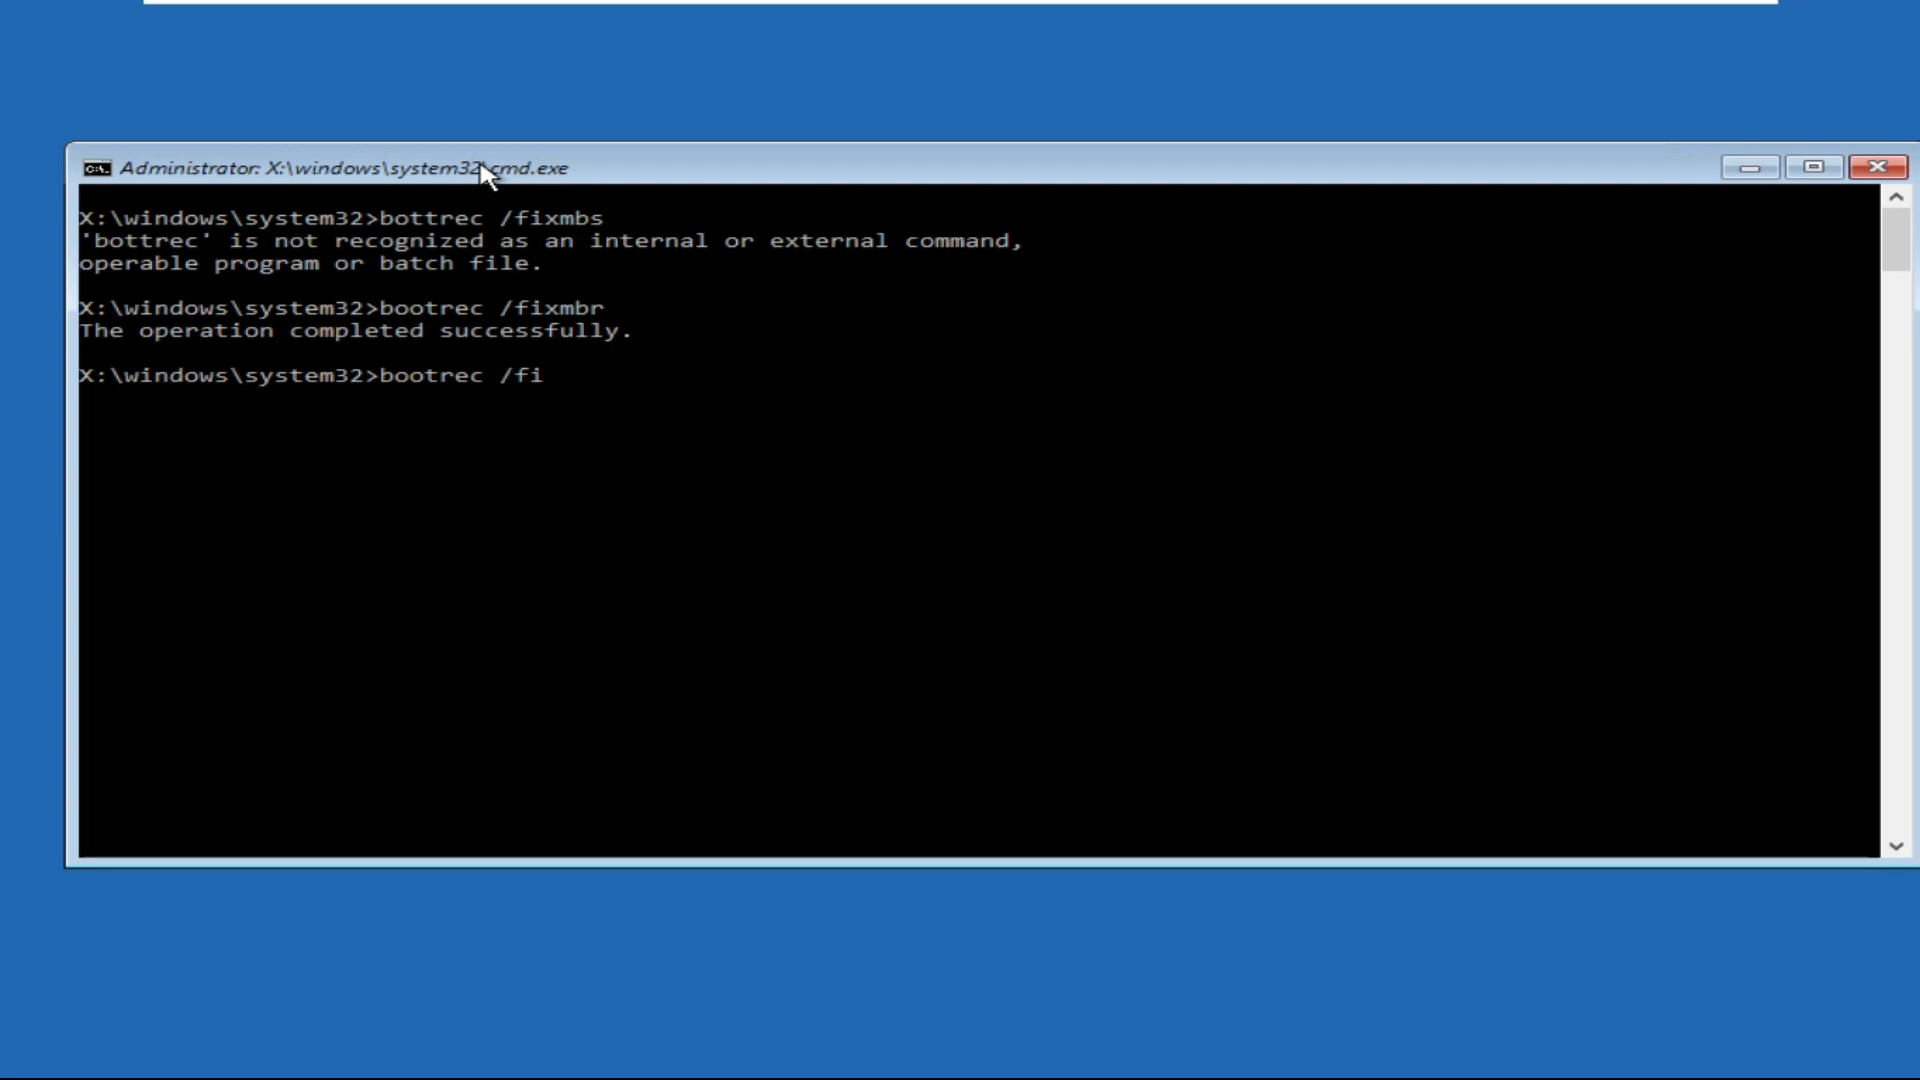 Administrator: X:\windows\system32\cmd.exe
X:\windows\system32>bottrec /fixmbs
'bottrec' is not recognized as an internal or external command,
operable program or batch file.
X:\windows\system32>bootrec /fixmbr
The operation completed successfully.
X:\windows\system32>bootrec /fi